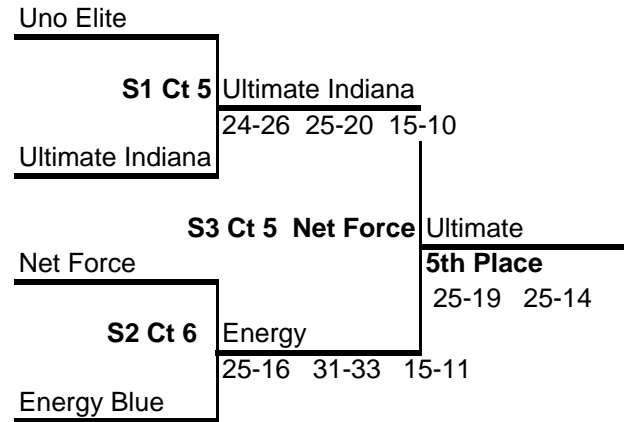 Uno Elite
S1 Ct 5 Ultimate Indiana
24-26 25-20 15-10
Ultimate Indiana
S3 Ct 5 Net Force Ultimate
Net Force 5th Place
25-19 25-14
S2 Ct 6 Energy
25-16 31-33 15-11
Energy Blue